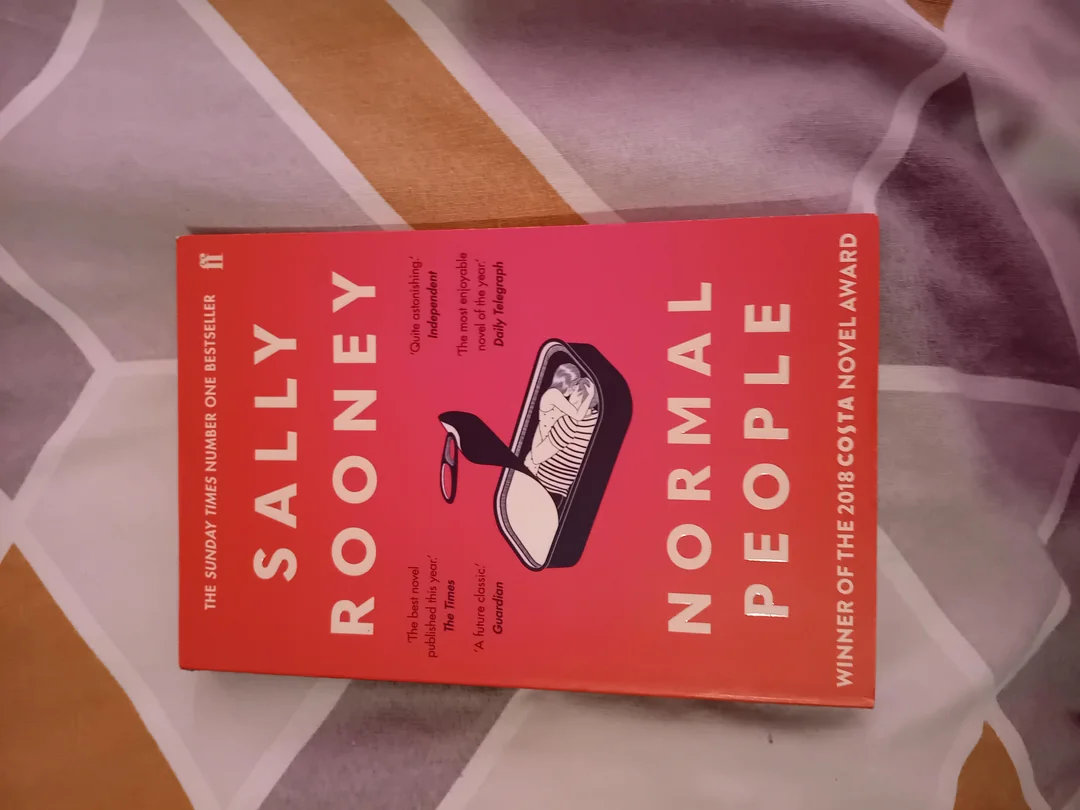 ff
THE SUNDAY TIMES NUMBER ONE BESTSELLER
SALLY
ROONEY
'The best novel
published this year.'
The Times
'A future classic.'
Guardian
'Quite astonishing.'
Independent
'The most enjoyable
novel of the year.'
Daily Telegraph
NORMAL
PEOPLE
WINNER OF THE 2018 COSTA NOVEL AWARD